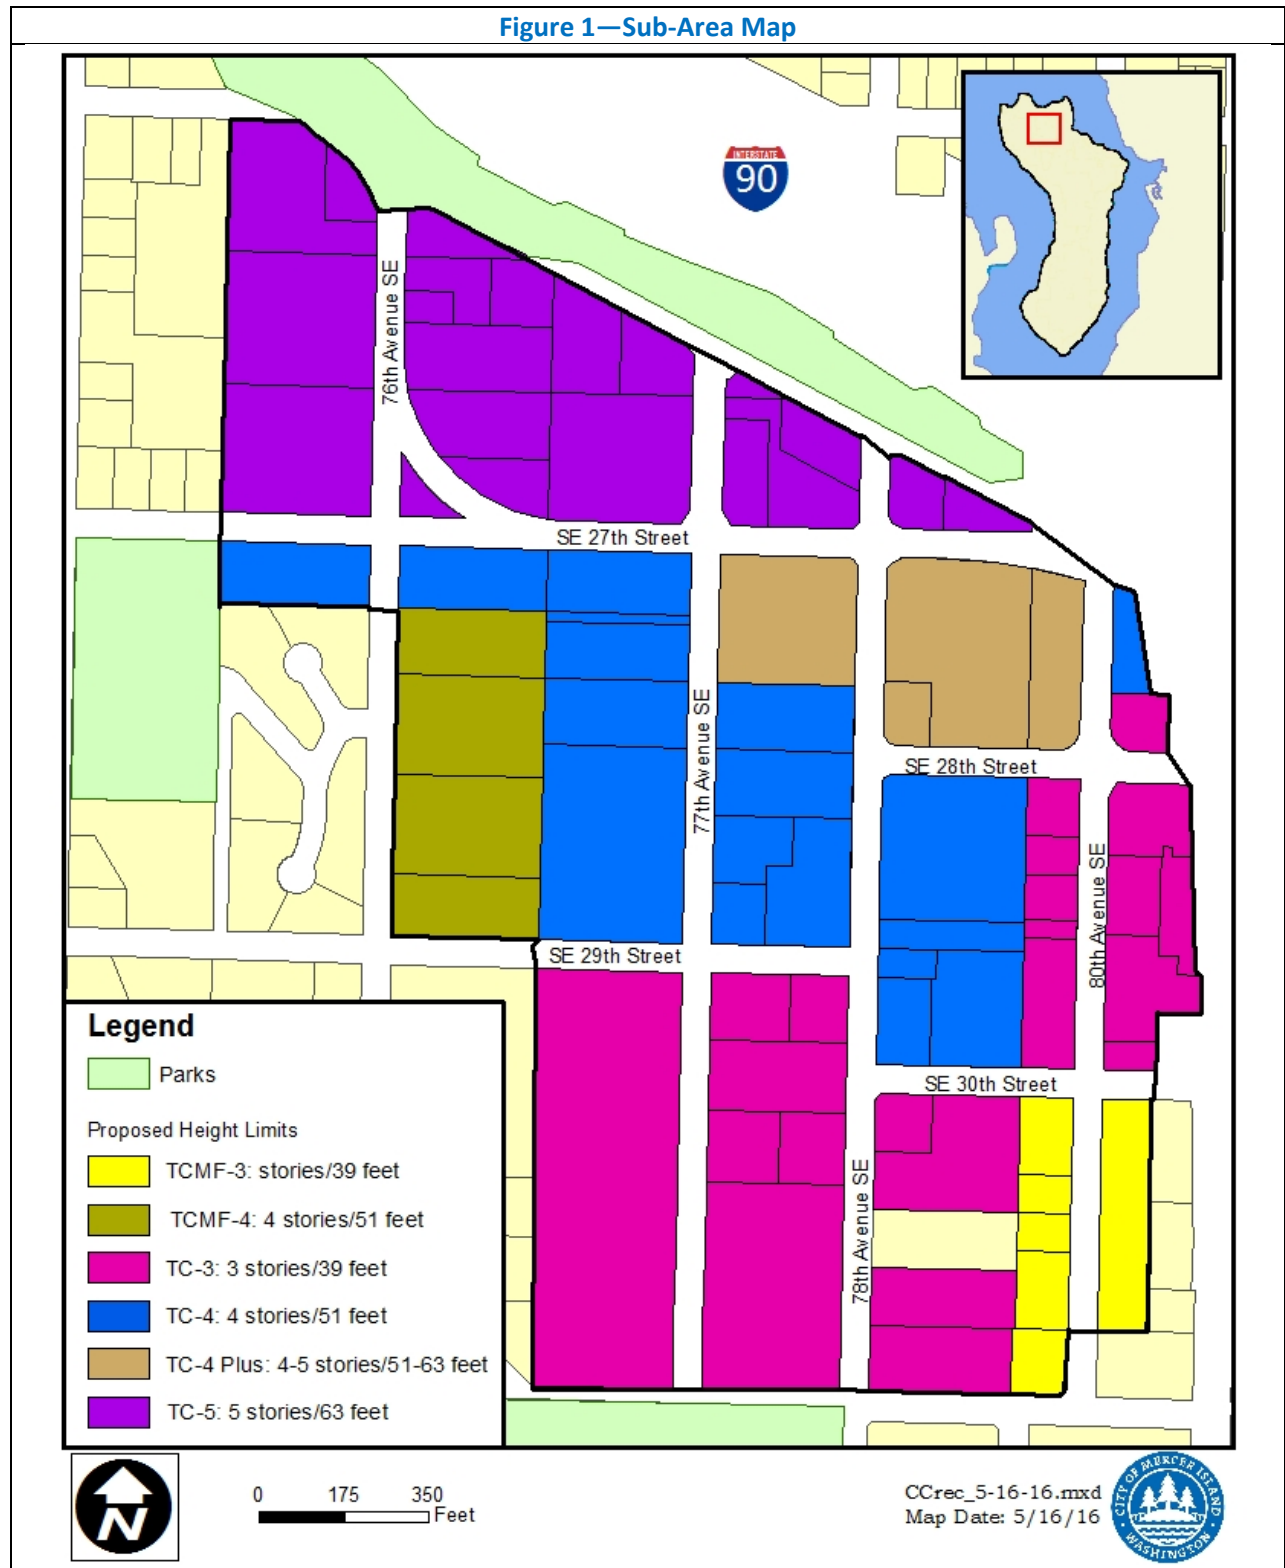 Figure 1—Sub-Area Map
INTERSTATE
90
76th Avenue SE
SE 27th Street
77th Avenue SE
SE 28th Street
80th Avenue SE
SE 29th Street
SE 30th Street
78th Avenue SE
Legend
Parks
Proposed Height Limits
TCMF-3: stories/39 feet
TCMF-4: 4 stories/51 feet
TC-3: 3 stories/39 feet
TC-4: 4 stories/51 feet
TC-4 Plus: 4-5 stories/51-63 feet
TC-5: 5 stories/63 feet
N
0 175 350
Feet
CCrec_5-16-16.mxd
Map Date: 5/16/16
CITY OF MERCER ISLAND
WASHINGTON